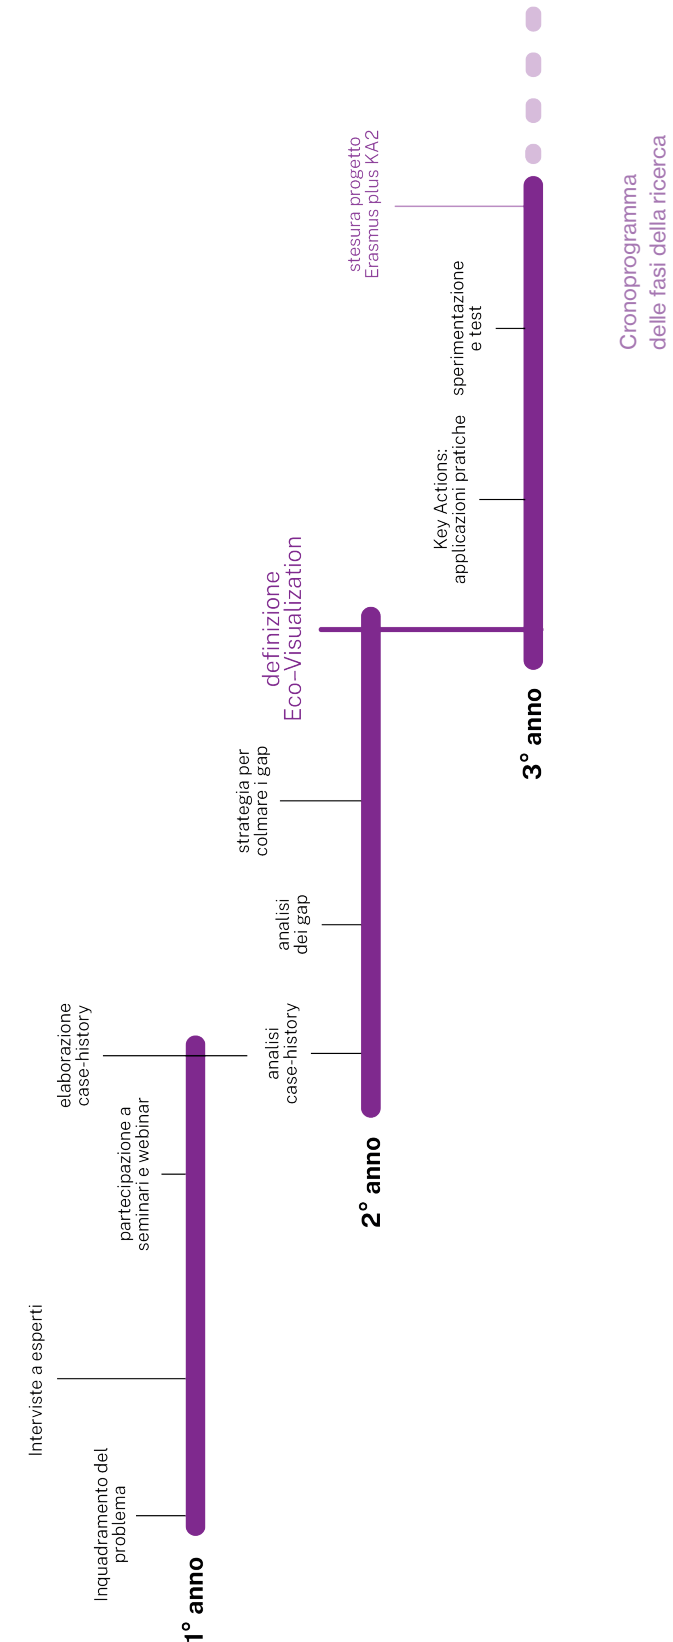 1° anno
Inquadramento del
problema
Interviste a esperti
partecipazione a
seminari e webinar
elaborazione
case-history
2° anno
analisi
case-history
analisi
dei gap
strategia per
colmare i gap
definizione
Eco–Visualization
3° anno
Key Actions:
applicazioni pratiche
sperimentazione
e test
stesura progetto
Erasmus plus KA2
Cronoprogramma
delle fasi della ricerca